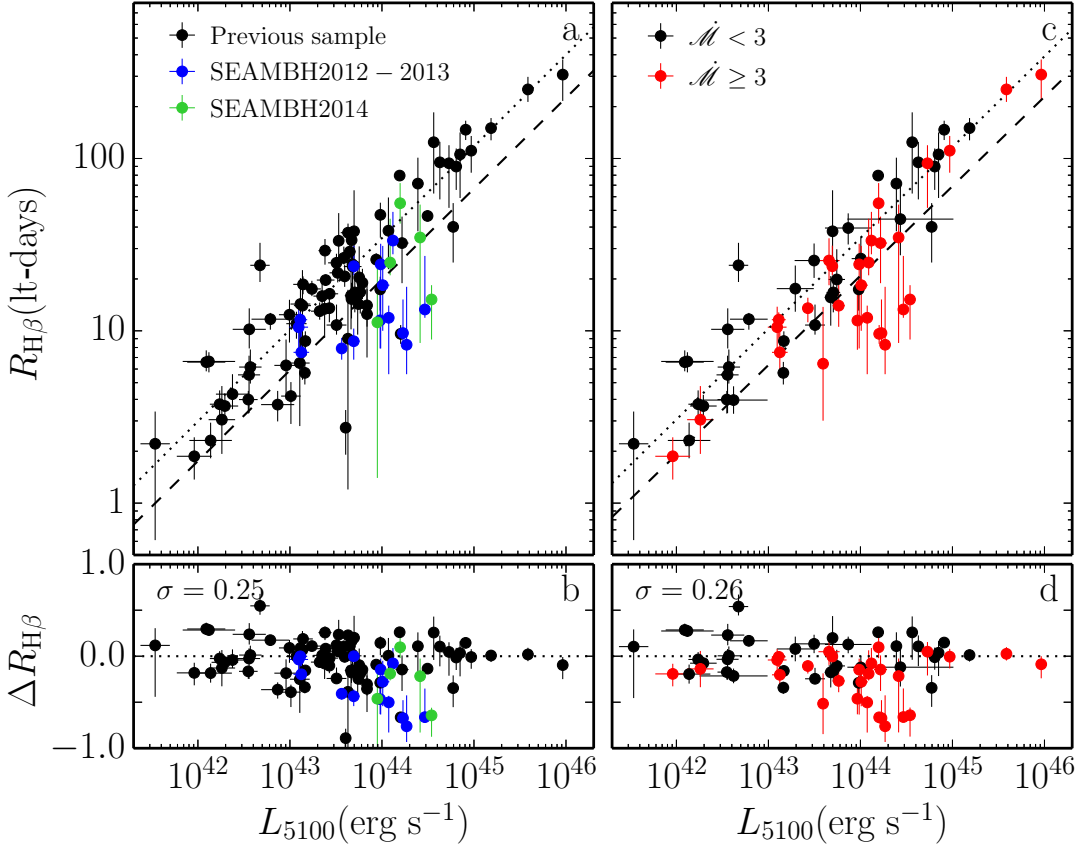 a
Previous sample
SEAMBH2012 − 2013
SEAMBH2014
c
ℳ̇ < 3
ℳ̇ ≥ 3
R_Hβ(lt-days)
100
10
1
σ = 0.25
b
σ = 0.26
d
ΔR_Hβ
1.0
0.0
−1.0
10^42
10^43
10^44
10^45
10^46
10^42
10^43
10^44
10^45
10^46
L_5100(erg s^−1)
L_5100(erg s^−1)